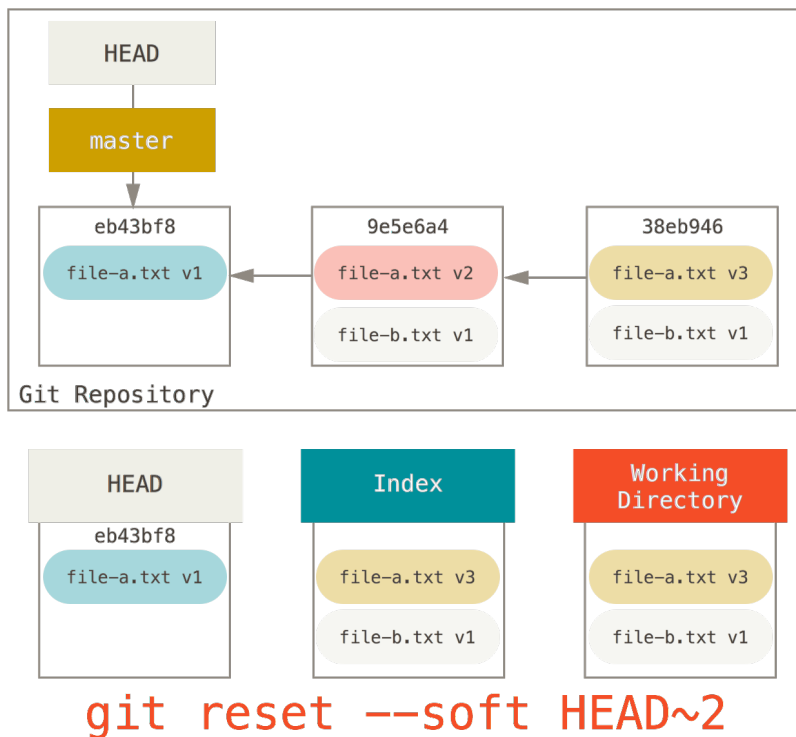 HEAD
master
eb43bf8 9e5e6a4 38eb946
file-a.txt v1 file-a.txt v2 file-a.txt v3
file-b.txt v1 file-b.txt v1
Git Repository
HEAD Index Working
Directory
eb43bf8
file-a.txt v1 file-a.txt v3 file-a.txt v3
file-b.txt v1 file-b.txt v1
git reset --soft HEAD~2